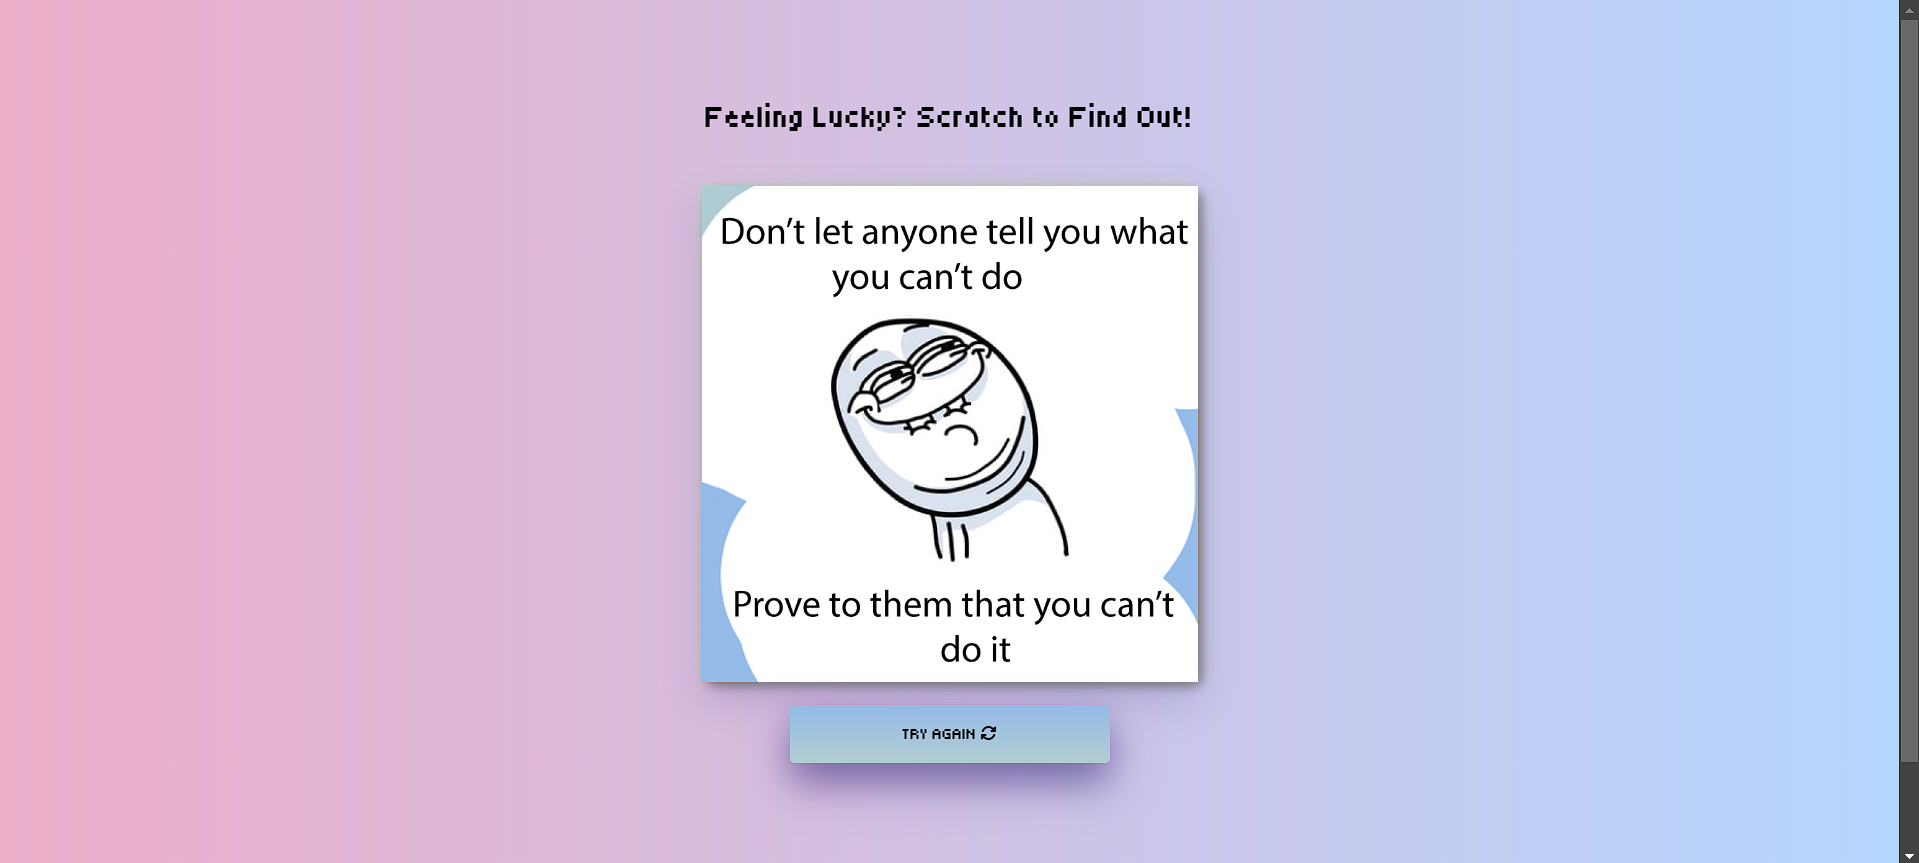 Feeling Lucky? Scratch to Find Out!
Don’t let anyone tell you what
you can’t do
Prove to them that you can’t
do it
TRY AGAIN